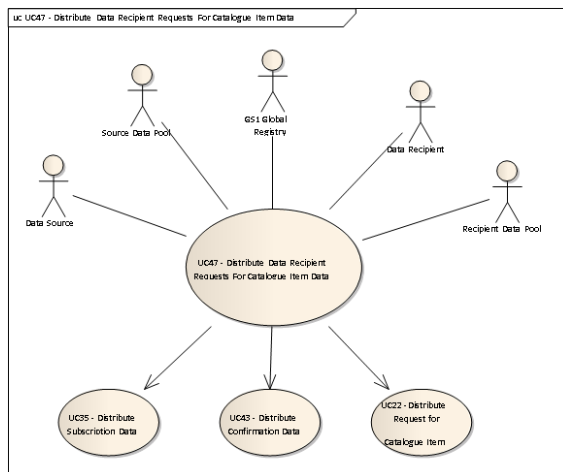 uc UC47 - Distribute Data Recipient Requests For Catalogue Item Data
GS1 Global
Registry
Source Data Pool
Data Recipient
Data Source
Recipient Data Pool
UC47 - Distribute Data Recipient
Requests For Catalogue Item Data
UC35 - Distribute
Subscription Data
UC43 - Distribute
Confirmation Data
UC22 - Distribute
Request for
Catalogue Item